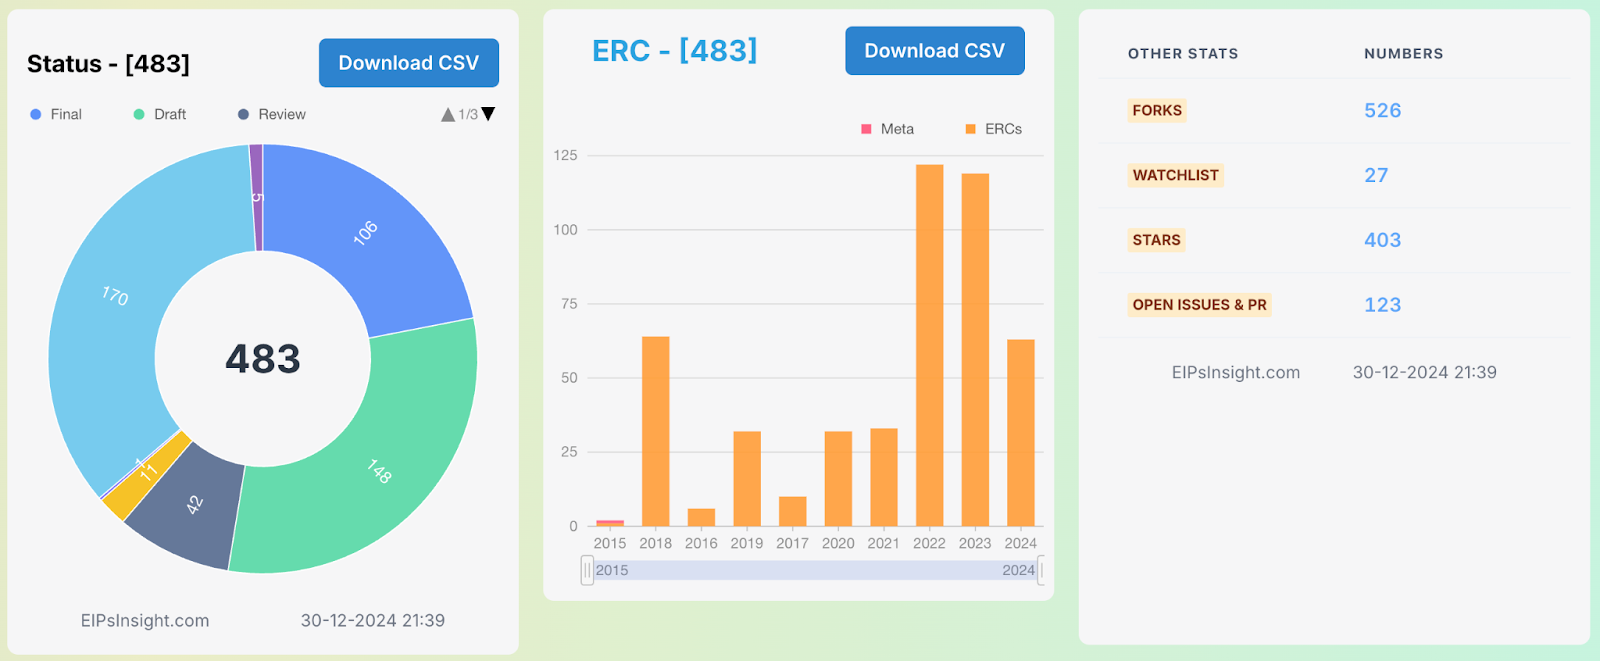 Status - [483]
Download CSV
Final
Draft
Review
1/3
5
106
170
483
148
1
11
42
EIPsInsight.com
30-12-2024 21:39
ERC - [483]
Download CSV
Meta
ERCs
125
100
75
50
25
0
2015 2018 2016 2019 2017 2020 2021 2022 2023 2024
2015
2024
OTHER STATS NUMBERS
FORKS 526
WATCHLIST 27
STARS 403
OPEN ISSUES & PR 123
EIPsInsight.com
30-12-2024 21:39